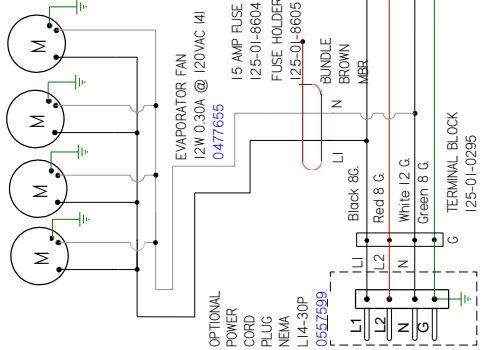 M
M
M
M
EVAPORATOR FAN
12W 0.30A @ 120VAC (4)
0477655
15 AMP FUSE
125-01-8604
FUSE HOLDER
125-01-8605
BUNDLE
BROWN
MBR
N
L1
Black 8G.
Red 8 G.
White 12 G.
Green 8 G.
TERMINAL BLOCK
125-01-0295
L1
L2
N
G
OPTIONAL
POWER
CORD
PLUG
NEMA
L14-30P
0557599
L1
L2
N
G